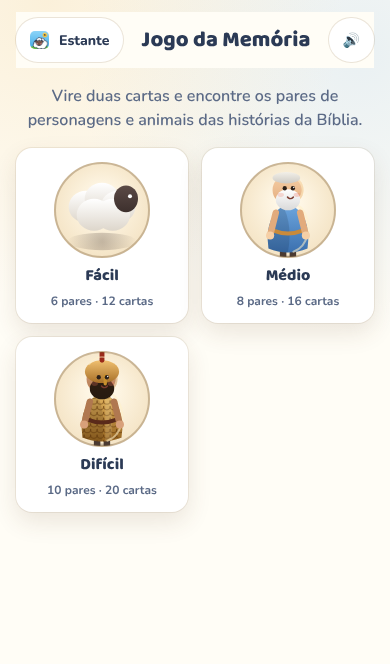 Estante
Jogo da Memória
Vire duas cartas e encontre os pares de
personagens e animais das histórias da Bíblia.
Fácil
6 pares · 12 cartas
Médio
8 pares · 16 cartas
Difícil
10 pares · 20 cartas